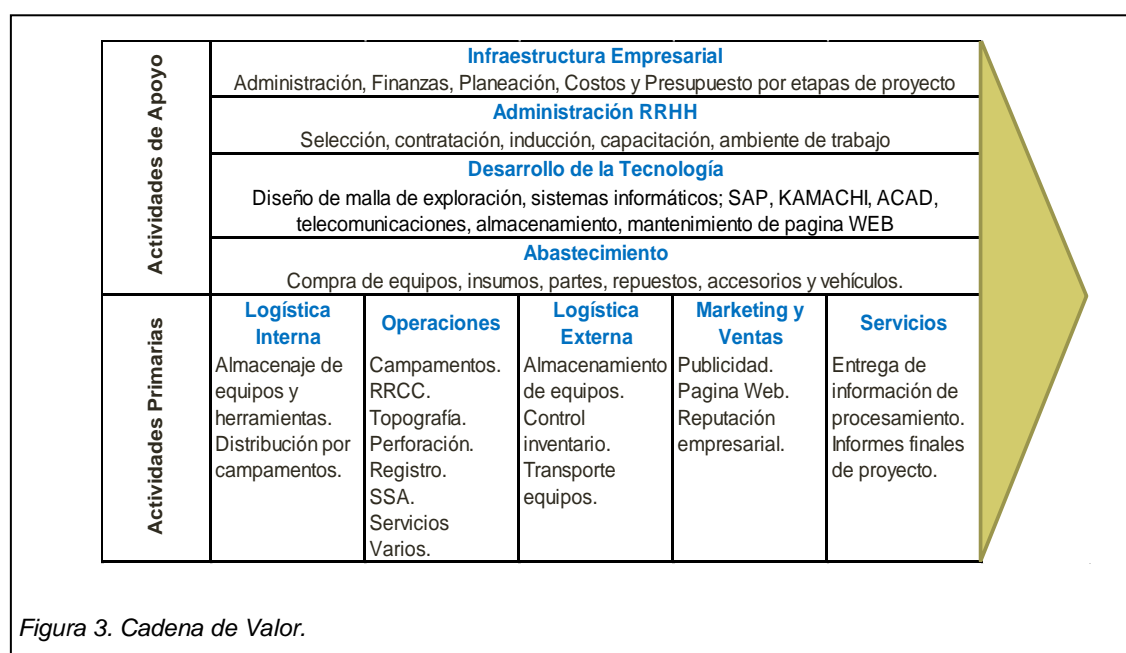 Actividades de Apoyo
Infraestructura Empresarial
Administración, Finanzas, Planeación, Costos y Presupuesto por etapas de proyecto
Administración RRHH
Selección, contratación, inducción, capacitación, ambiente de trabajo
Desarrollo de la Tecnología
Diseño de malla de exploración, sistemas informáticos; SAP, KAMACHI, ACAD,
telecomunicaciones, almacenamiento, mantenimiento de pagina WEB
Abastecimiento
Compra de equipos, insumos, partes, repuestos, accesorios y vehículos.
Actividades Primarias
Logística
Interna
Almacenaje de
equipos y
herramientas.
Distribución por
campamentos.
Operaciones
Campamentos.
RRCC.
Topografía.
Perforación.
Registro.
SSA.
Servicios
Varios.
Logística
Externa
Almacenamiento
de equipos.
Control
inventario.
Transporte
equipos.
Marketing y
Ventas
Publicidad.
Pagina Web.
Reputación
empresarial.
Servicios
Entrega de
información de
procesamiento.
Informes finales
de proyecto.
Figura 3. Cadena de Valor.